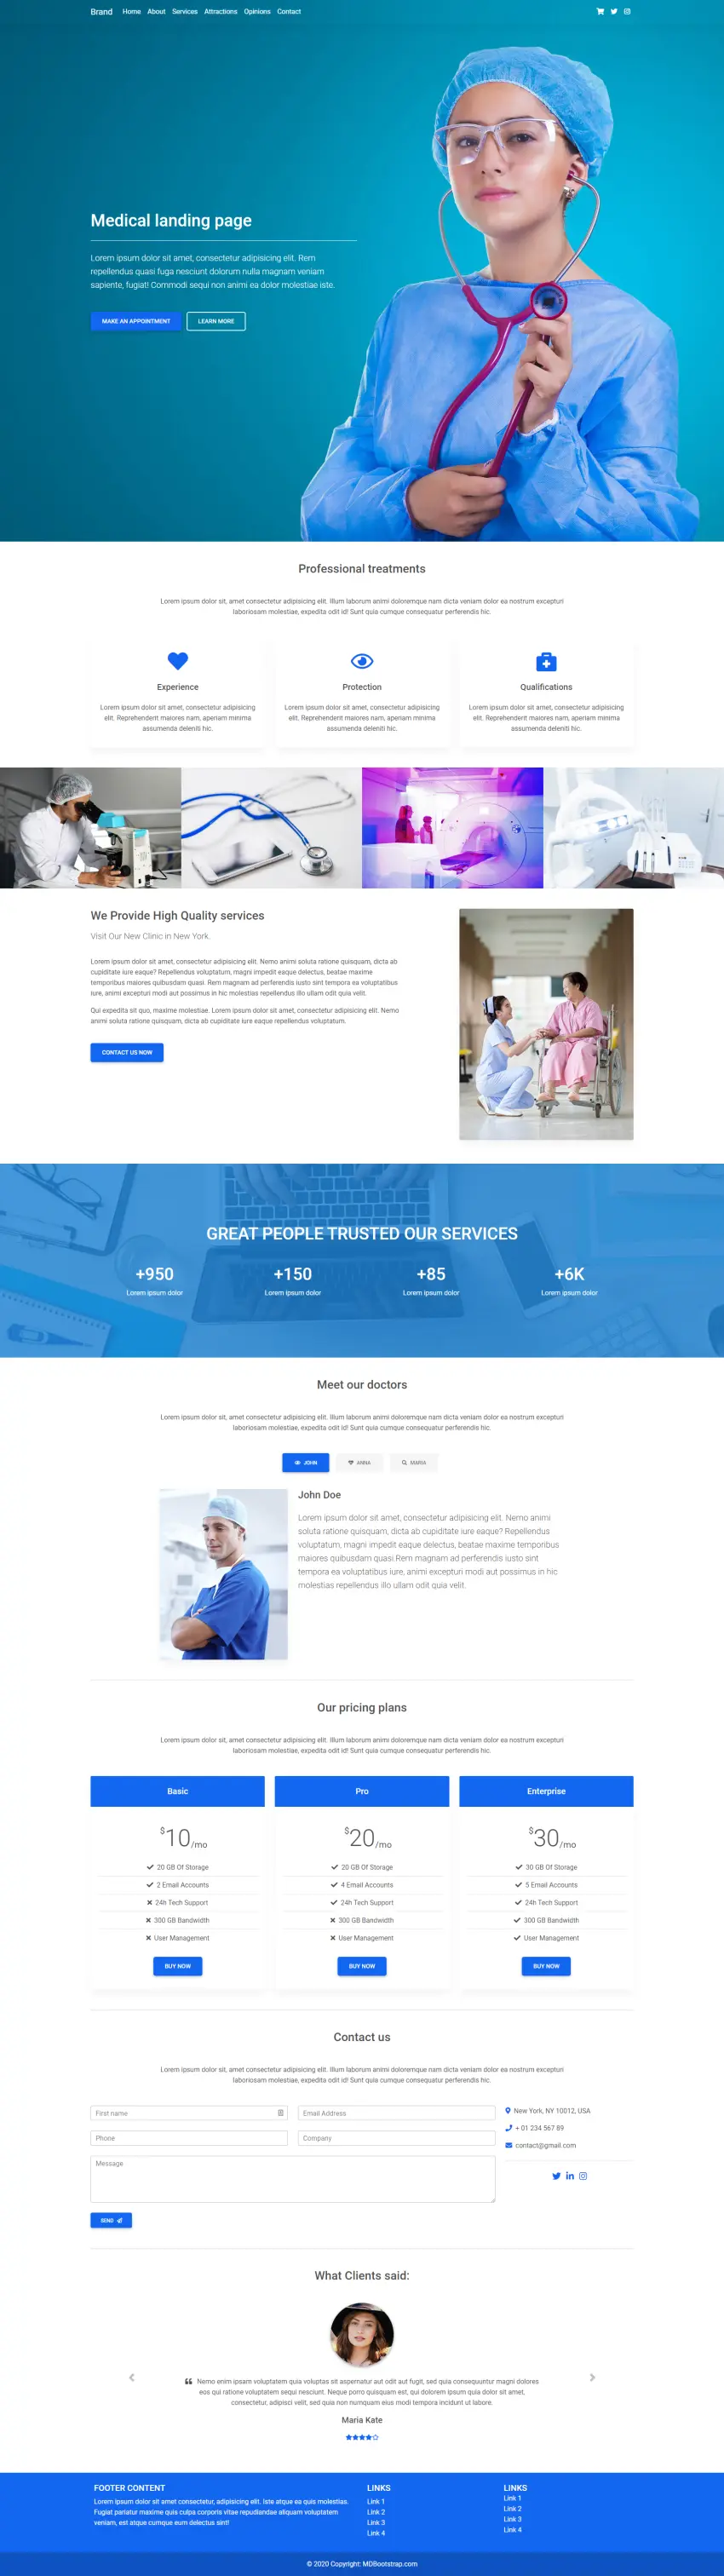 Brand Home About Services Attractions Opinions Contact
Medical landing page
Lorem ipsum dolor sit amet, consectetur adipisicing elit. Rem
repellendus quasi fuga nesciunt dolorum nulla magnam veniam
sapiente, fugiat! Commodi sequi non animi ea dolor molestiae iste.
MAKE AN APPOINTMENT LEARN MORE
Professional treatments
Lorem ipsum dolor sit, amet consectetur adipisicing elit. Illum laborum animi doloremque nam dicta veniam dolor ea nostrum excepturi
laboriosam molestiae, expedita odit id! Sunt quia cumque consequatur perferendis hic.
Experience
Lorem ipsum dolor sit amet, consectetur adipisicing
elit. Reprehenderit maiores nam, aperiam minima
assumenda deleniti hic.
Protection
Lorem ipsum dolor sit amet, consectetur adipisicing
elit. Reprehenderit maiores nam, aperiam minima
assumenda deleniti hic.
Qualifications
Lorem ipsum dolor sit amet, consectetur adipisicing
elit. Reprehenderit maiores nam, aperiam minima
assumenda deleniti hic.
We Provide High Quality services
Visit Our New Clinic in New York.
Lorem ipsum dolor sit amet, consectetur adipisicing elit. Nemo animi soluta ratione quisquam, dicta ab
cupiditate iure eaque? Repellendus voluptatum, magni impedit eaque delectus, beatae maxime
temporibus maiores quibusdam quasi. Rem magnam ad perferendis iusto sint tempora ea voluptatibus
iure, animi excepturi modi aut possimus in hic molestias repellendus illo ullam odit quia velit.
Qui expedita sit quo, maxime molestiae. Lorem ipsum dolor sit amet, consectetur adipisicing elit. Nemo
animi soluta ratione quisquam, dicta ab cupiditate iure eaque repellendus voluptatum.
CONTACT US NOW
GREAT PEOPLE TRUSTED OUR SERVICES
+950 +150 +85 +6K
Lorem ipsum dolor Lorem ipsum dolor Lorem ipsum dolor Lorem ipsum dolor
Meet our doctors
Lorem ipsum dolor sit, amet consectetur adipisicing elit. Illum laborum animi doloremque nam dicta veniam dolor ea nostrum excepturi
laboriosam molestiae, expedita odit id! Sunt quia cumque consequatur perferendis hic.
JOHN ANNA MARIA
John Doe
Lorem ipsum dolor sit amet, consectetur adipisicing elit. Nemo animi
soluta ratione quisquam, dicta ab cupiditate iure eaque? Repellendus
voluptatum, magni impedit eaque delectus, beatae maxime temporibus
maiores quibusdam quasi.Rem magnam ad perferendis iusto sint
tempora ea voluptatibus iure, animi excepturi modi aut possimus in hic
molestias repellendus illo ullam odit quia velit.
Our pricing plans
Lorem ipsum dolor sit, amet consectetur adipisicing elit. Illum laborum animi doloremque nam dicta veniam dolor ea nostrum excepturi
laboriosam molestiae, expedita odit id! Sunt quia cumque consequatur perferendis hic.
Basic
$10/mo
20 GB Of Storage
2 Email Accounts
24h Tech Support
300 GB Bandwidth
User Management
BUY NOW
Pro
$20/mo
20 GB Of Storage
4 Email Accounts
24h Tech Support
300 GB Bandwidth
User Management
BUY NOW
Enterprise
$30/mo
30 GB Of Storage
5 Email Accounts
24h Tech Support
300 GB Bandwidth
User Management
BUY NOW
Contact us
Lorem ipsum dolor sit, amet consectetur adipisicing elit. Illum laborum animi doloremque nam dicta veniam dolor ea nostrum excepturi
laboriosam molestiae, expedita odit id! Sunt quia cumque consequatur perferendis hic.
First name Email Address
Phone Company
Message
SEND
New York, NY 10012, USA
+ 01 234 567 89
contact@gmail.com
What Clients said:
Nemo enim ipsam voluptatem quia voluptas sit aspernatur aut odit aut fugit, sed quia consequuntur magni dolores
eos qui ratione voluptatem sequi nesciunt. Neque porro quisquam est, qui dolorem ipsum quia dolor sit amet,
consectetur, adipisci velit, sed quia non numquam eius modi tempora incidunt ut labore.
Maria Kate
FOOTER CONTENT
Lorem ipsum dolor sit amet consectetur, adipisicing elit. Iste atque ea quis molestias.
Fugiat pariatur maxime quis culpa corporis vitae repudiandae aliquam voluptatem
veniam, est atque cumque eum delectus sint!
LINKS
Link 1
Link 2
Link 3
Link 4
LINKS
Link 1
Link 2
Link 3
Link 4
© 2020 Copyright: MDBootstrap.com